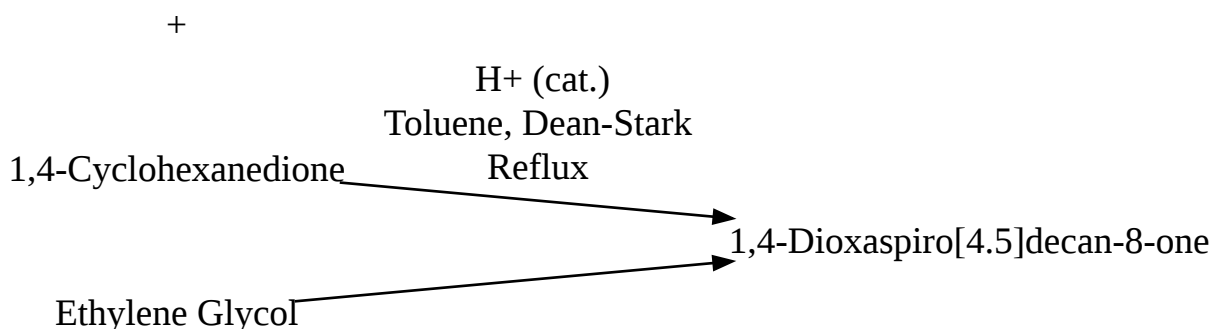 +
H+ (cat.)
Toluene, Dean-Stark
Reflux
1,4-Cyclohexanedione
1,4-Dioxaspiro[4.5]decan-8-one
Ethylene Glycol